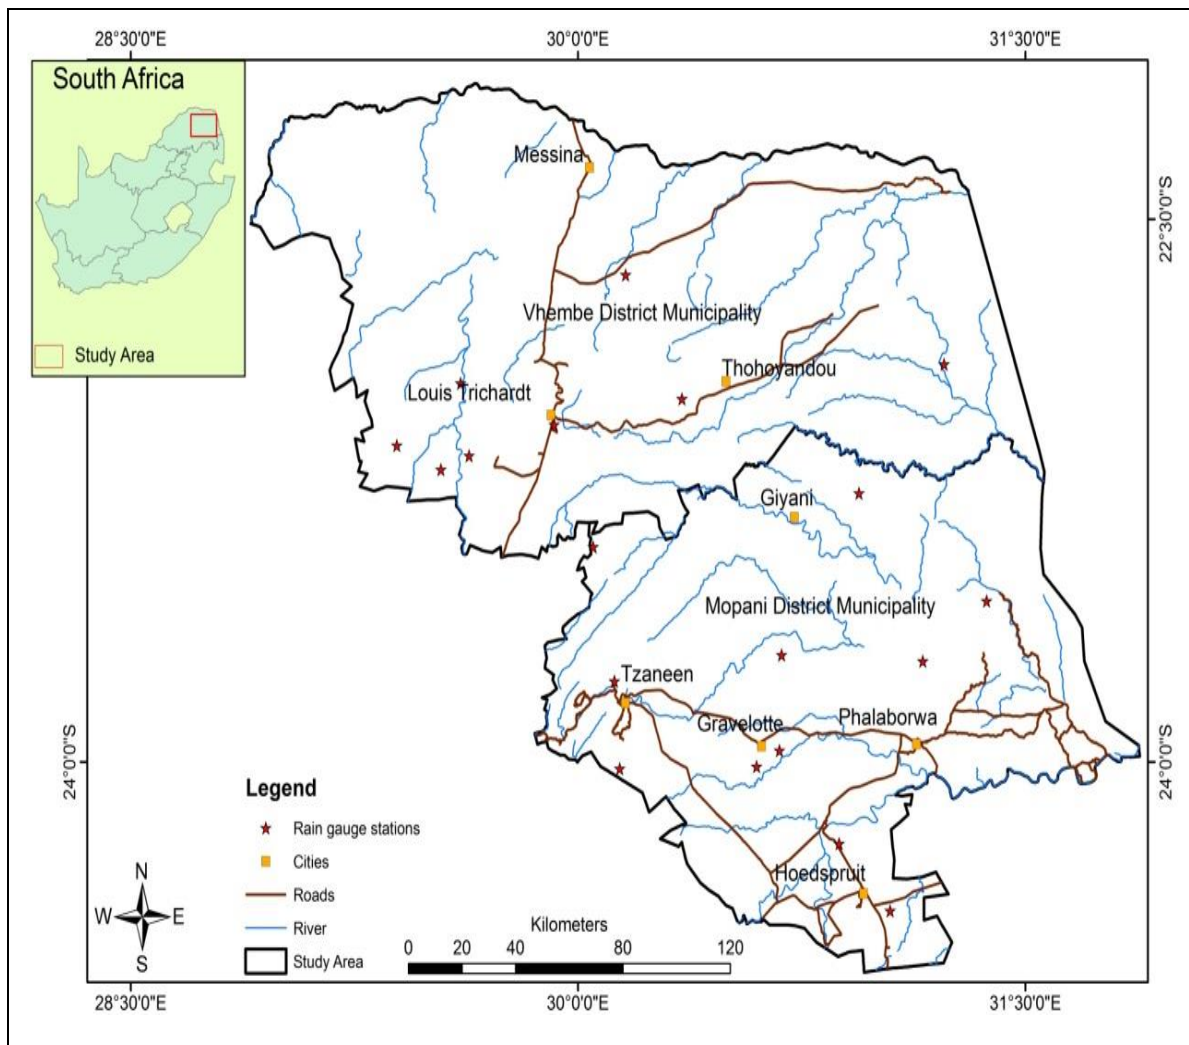 28°30'0"E 30°0'0"E 31°30'0"E
South Africa
Study Area
Messina
22°30'0"S
22°30'0"S
Vhembe District Municipality
Thohoyandou
Louis Trichardt
Giyani
Mopani District Municipality
Tzaneen
Gravelotte
Phalaborwa
24°0'0"S
24°0'0"S
Hoedspruit
Legend
Rain gauge stations
Cities
Roads
River
Study Area
N
W E
S
Kilometers
0 20 40 80 120
28°30'0"E 30°0'0"E 31°30'0"E